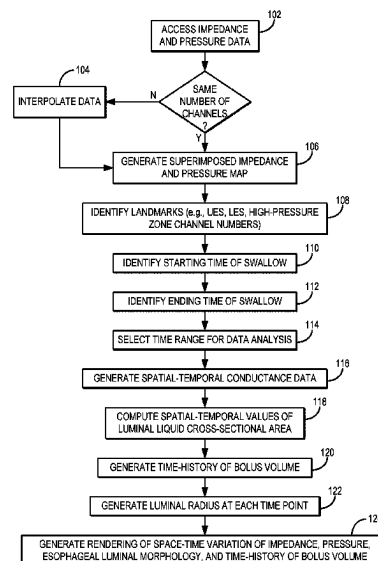 102
ACCESS IMPEDANCE
AND PRESSURE DATA
104
INTERPOLATE DATA
N
SAME
NUMBER OF
CHANNELS
?
Y
106
GENERATE SUPERIMPOSED IMPEDANCE
AND PRESSURE MAP
108
IDENTIFY LANDMARKS (e.g., UES, LES, HIGH-PRESSURE
ZONE CHANNEL NUMBERS)
110
IDENTIFY STARTING TIME OF SWALLOW
112
IDENTIFY ENDING TIME OF SWALLOW
114
SELECT TIME RANGE FOR DATA ANALYSIS
116
GENERATE SPATIAL-TEMPORAL CONDUCTANCE DATA
118
COMPUTE SPATIAL-TEMPORAL VALUES OF
LUMINAL LIQUID CROSS-SECTIONAL AREA
120
GENERATE TIME-HISTORY OF BOLUS VOLUME
122
GENERATE LUMINAL RADIUS AT EACH TIME POINT
GENERATE RENDERING OF SPACE-TIME VARIATION OF IMPEDANCE, PRESSURE,
ESOPHAGEAL LUMINAL MORPHOLOGY, AND TIME-HISTORY OF BOLUS VOLUME